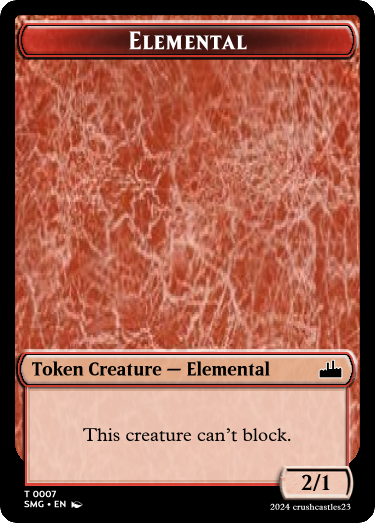 Elemental
Token Creature — Elemental
This creature can't block.
2/1
T 0007
SMG • EN
2024 crushcastles23